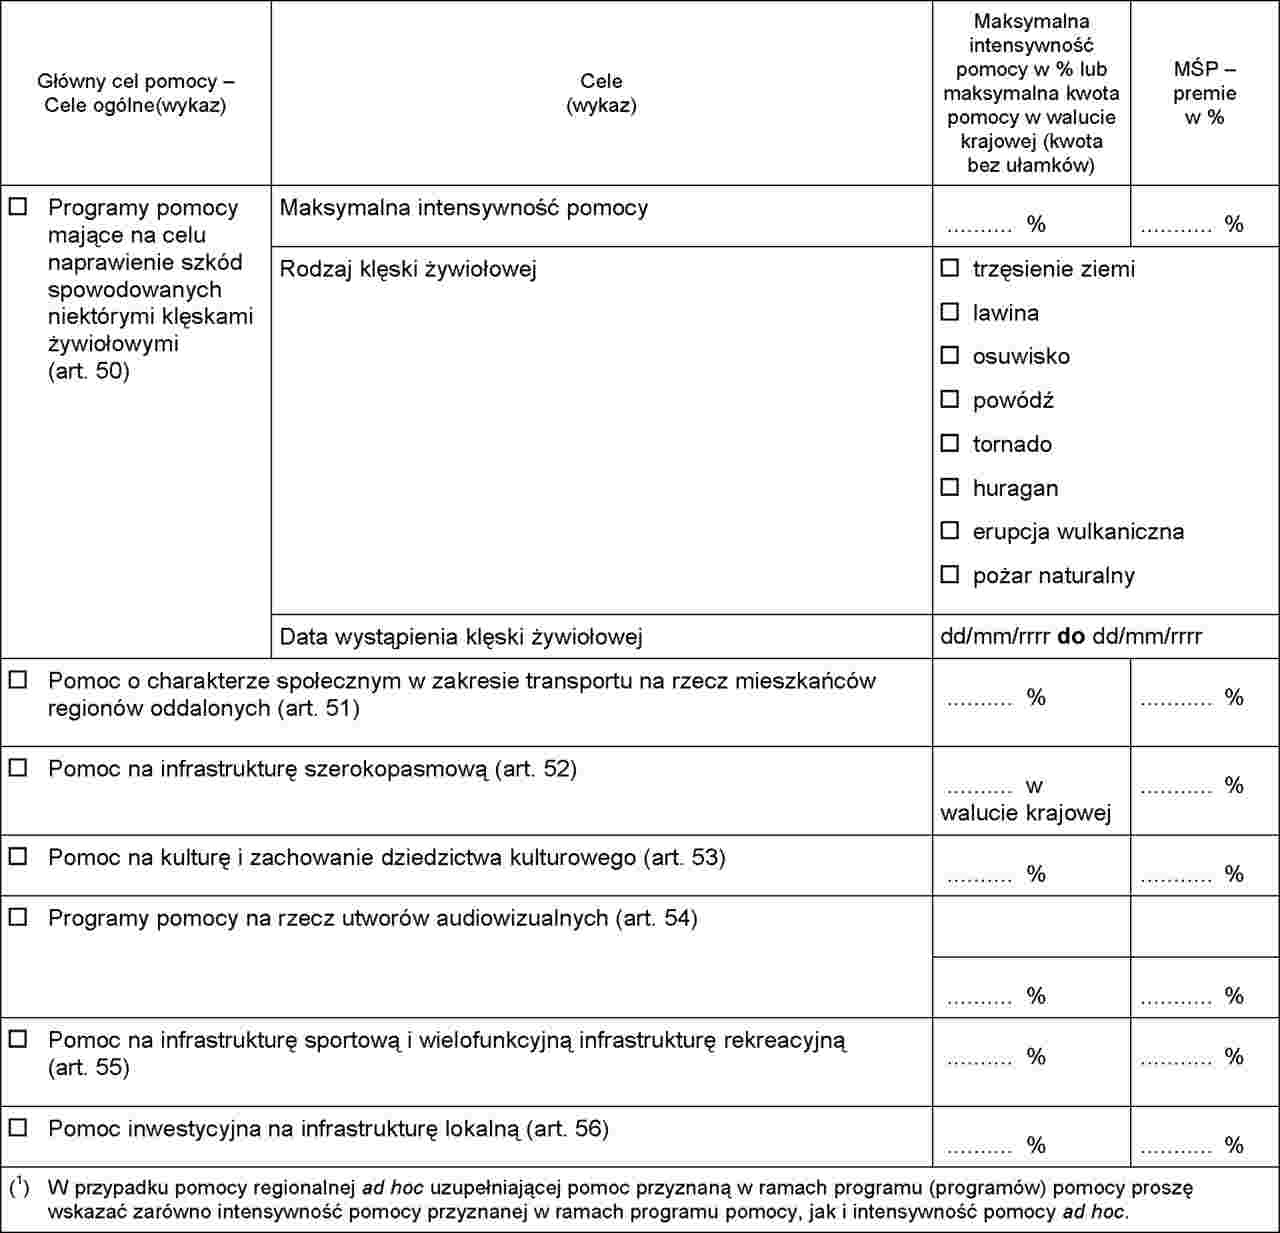 Główny cel pomocy –
Cele ogólne(wykaz)
Cele
(wykaz)
Maksymalna
intensywność
pomocy w % lub
maksymalna kwota
pomocy w walucie
krajowej (kwota
bez ułamków)
MŚP –
premie
w %
☐ Programy pomocy
mające na celu
naprawienie szkód
spowodowanych
niektórymi klęskami
żywiołowymi
(art. 50)
Maksymalna intensywność pomocy
.......... %
........... %
Rodzaj klęski żywiołowej
☐ trzęsienie ziemi
☐ lawina
☐ osuwisko
☐ powódź
☐ tornado
☐ huragan
☐ erupcja wulkaniczna
☐ pożar naturalny
Data wystąpienia klęski żywiołowej
dd/mm/rrrr do dd/mm/rrrr
☐ Pomoc o charakterze społecznym w zakresie transportu na rzecz mieszkańców
regionów oddalonych (art. 51)
.......... %
........... %
☐ Pomoc na infrastrukturę szerokopasmową (art. 52)
.......... w
walucie krajowej
........... %
☐ Pomoc na kulturę i zachowanie dziedzictwa kulturowego (art. 53)
.......... %
........... %
☐ Programy pomocy na rzecz utworów audiowizualnych (art. 54)
.......... %
........... %
☐ Pomoc na infrastrukturę sportową i wielofunkcyjną infrastrukturę rekreacyjną
(art. 55)
.......... %
........... %
☐ Pomoc inwestycyjna na infrastrukturę lokalną (art. 56)
.......... %
........... %
(1) W przypadku pomocy regionalnej ad hoc uzupełniającej pomoc przyznaną w ramach programu (programów) pomocy proszę
wskazać zarówno intensywność pomocy przyznanej w ramach programu pomocy, jak i intensywność pomocy ad hoc.